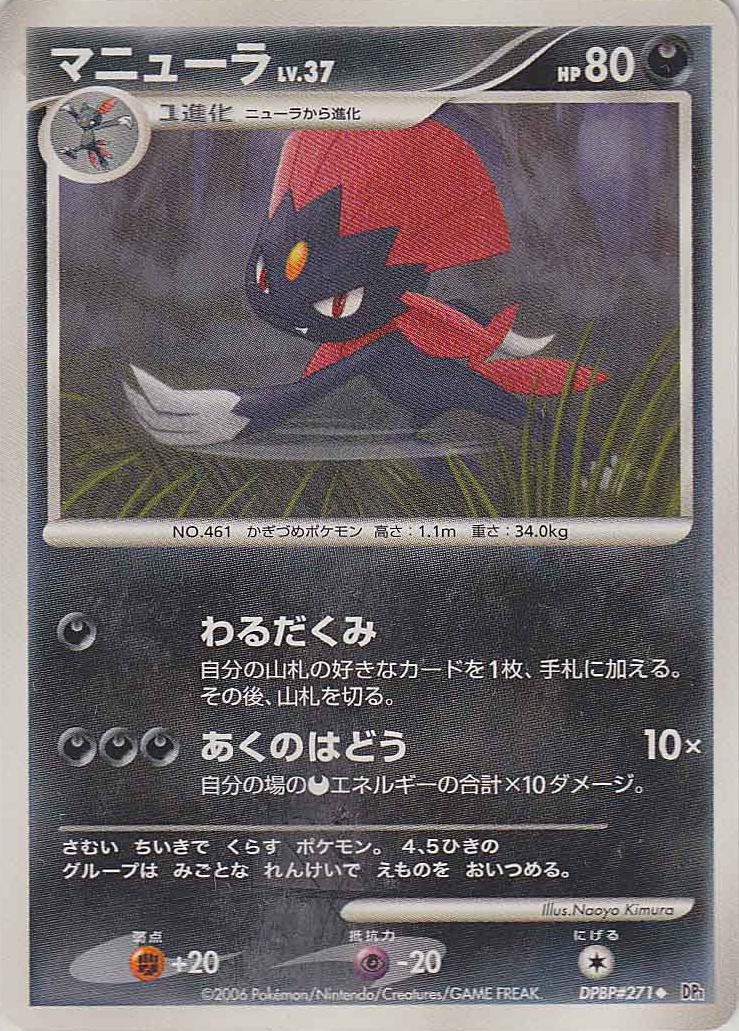 マニューラ LV.37 HP80
1進化 ニューラから進化
NO.461 かぎづめポケモン 高さ：1.1m 重さ：34.0kg
わるだくみ
自分の山札の好きなカードを1枚、手札に加える。
その後、山札を切る。
あくのはどう 10×
自分の場のエネルギーの合計×10ダメージ。
さむい ちいきで くらす ポケモン。 4、5ひきの
グループは みごとな れんけいで えものを おいつめる。
Illus.Naoyo Kimura
弱点 抵抗力 にげる
+20 -20
©2006 Pokémon/Nintendo/Creatures/GAME FREAK. DPBP#271◆ DP1